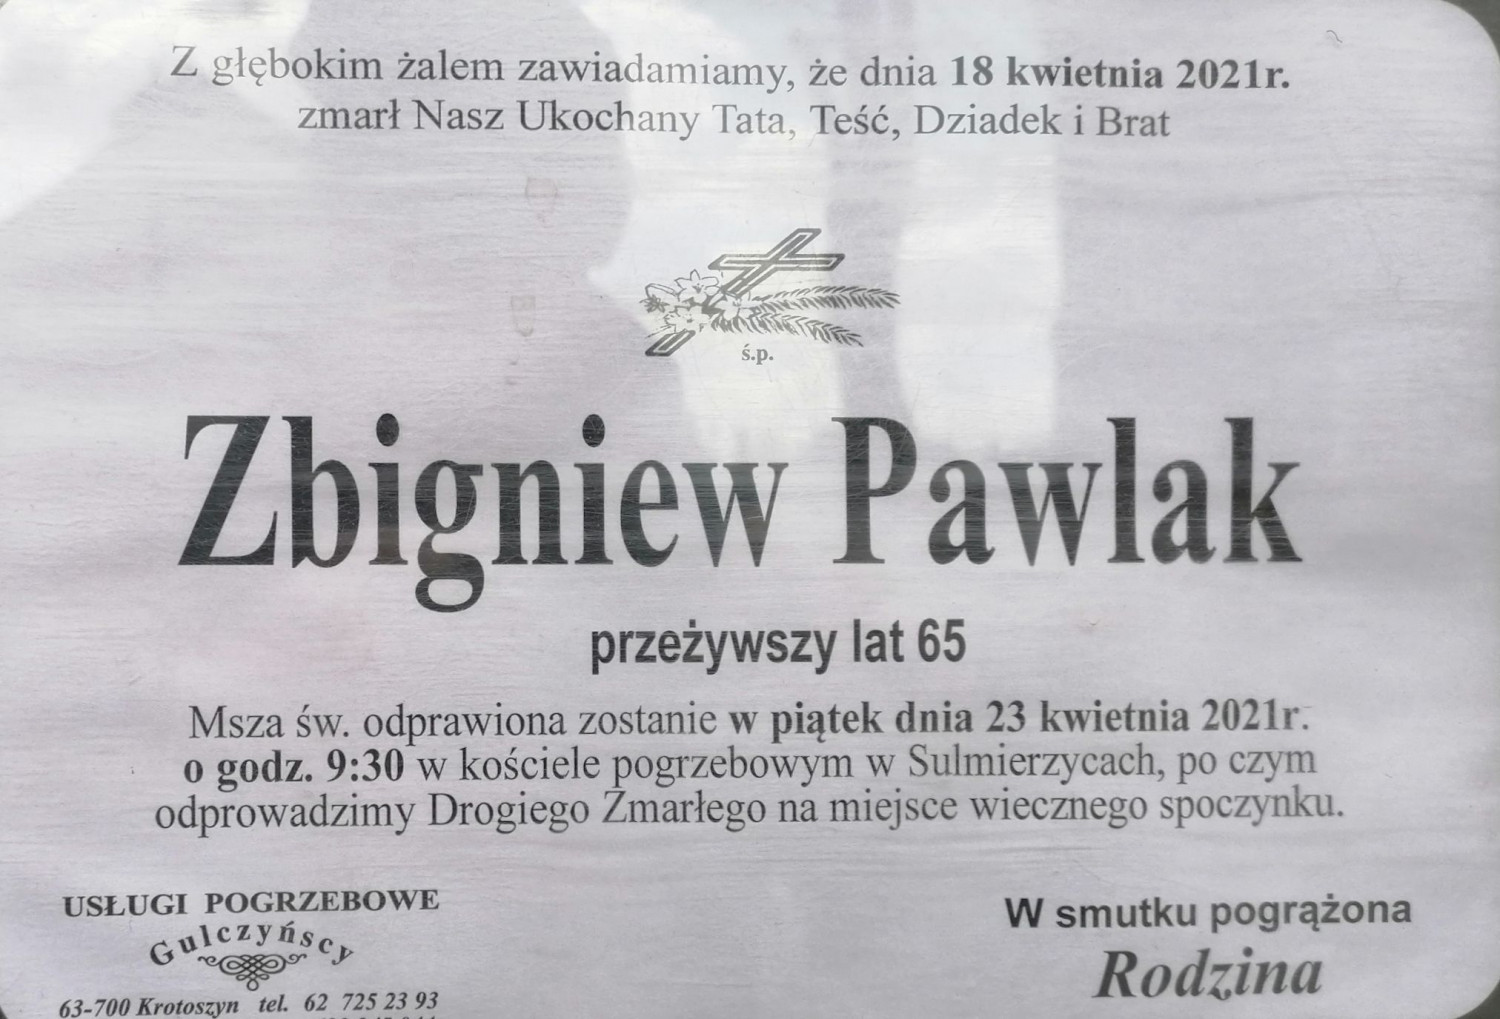 Z głębokim żalem zawiadamiamy, że dnia 18 kwietnia 2021r.
zmarł Nasz Ukochany Tata, Teść, Dziadek i Brat
ś.p.
Zbigniew Pawlak
przeżywszy lat 65
Msza św. odprawiona zostanie w piątek dnia 23 kwietnia 2021r.
o godz. 9:30 w kościele pogrzebowym w Sulmierzycach, po czym
odprowadzimy Drogiego Zmarłego na miejsce wiecznego spoczynku.
USŁUGI POGRZEBOWE
Gulczyńscy
63-700 Krotoszyn tel. 62 725 23 93
W smutku pogrążona
Rodzina